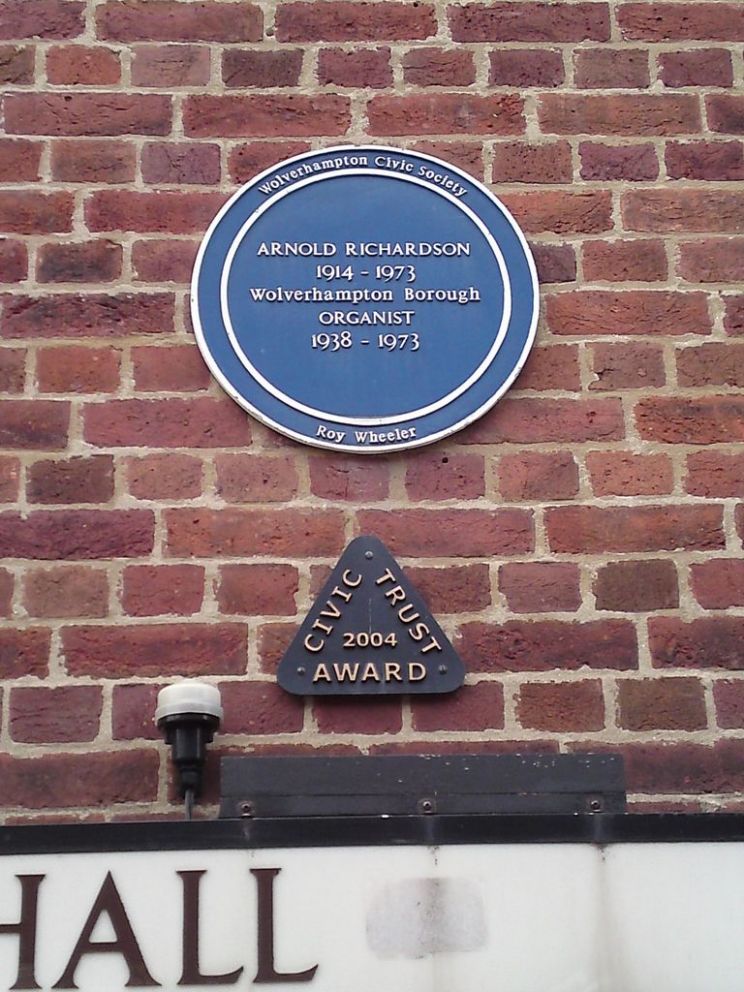 Wolverhampton Civic Society
ARNOLD RICHARDSON
1914 - 1973
Wolverhampton Borough
ORGANIST
1938 - 1973
Roy Wheeler
CIVIC TRUST
2004
AWARD
HALL